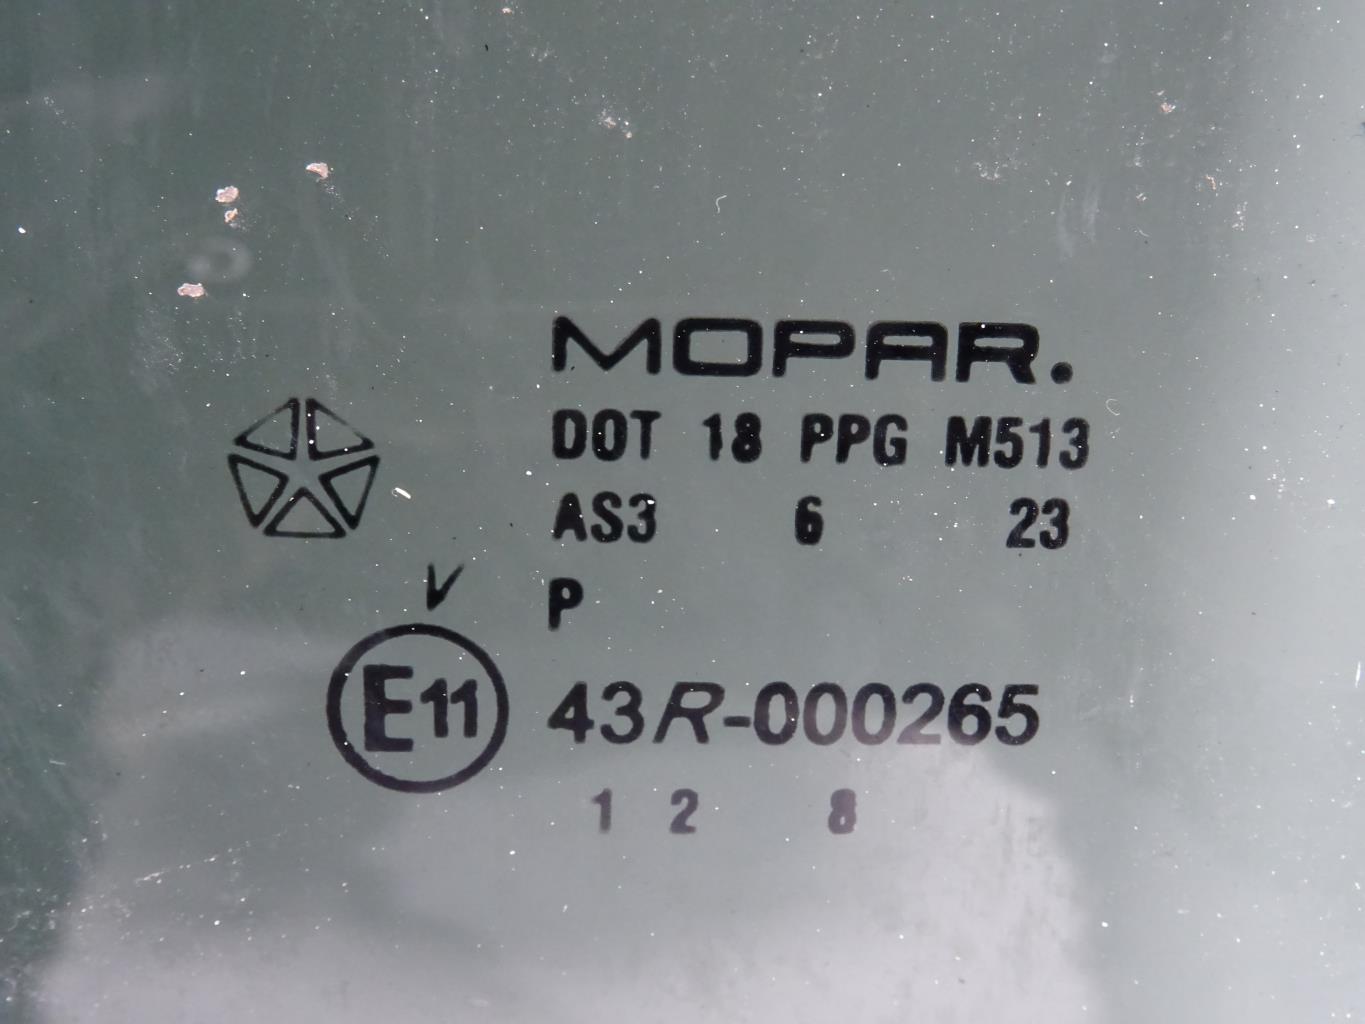 MOPAR.
DOT 18 PPG M513
AS3 6 23
V P
E11 43R-000265
1 2 8